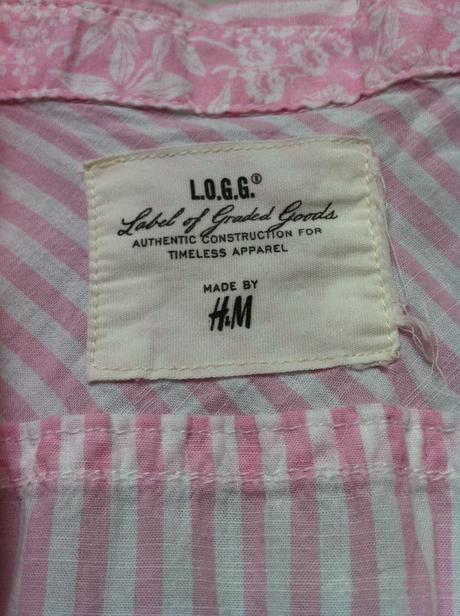 L.O.G.G.®
Label of Graded Goods
AUTHENTIC CONSTRUCTION FOR
TIMELESS APPAREL
MADE BY
H&M